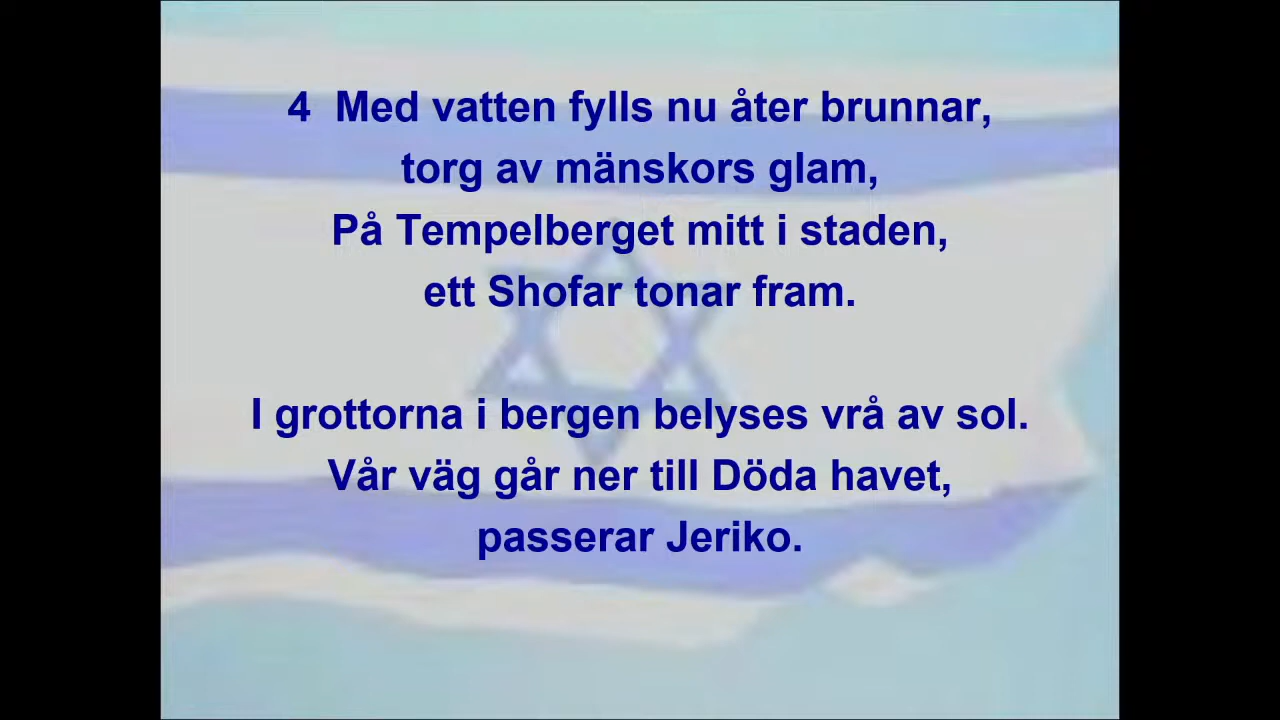 4 Med vatten fylls nu åter brunnar,
torg av mänskors glam,
På Tempelberget mitt i staden,
ett Shofar tonar fram.
I grottorna i bergen belyses vrå av sol.
Vår väg går ner till Döda havet,
passerar Jeriko.